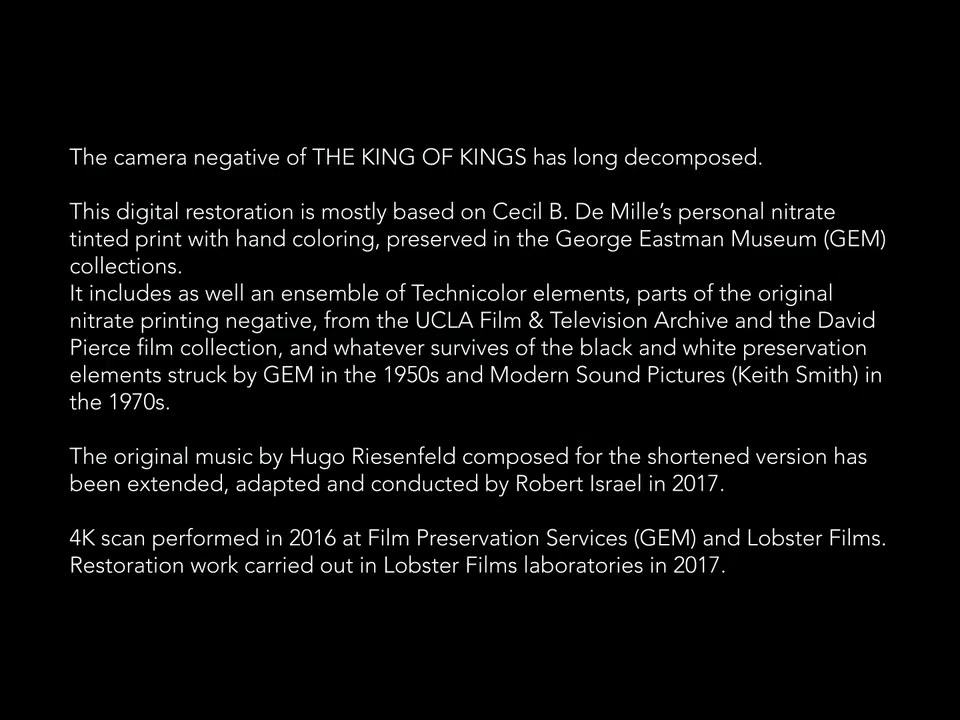 The camera negative of THE KING OF KINGS has long decomposed.
This digital restoration is mostly based on Cecil B. De Mille’s personal nitrate
tinted print with hand coloring, preserved in the George Eastman Museum (GEM)
collections.
It includes as well an ensemble of Technicolor elements, parts of the original
nitrate printing negative, from the UCLA Film & Television Archive and the David
Pierce film collection, and whatever survives of the black and white preservation
elements struck by GEM in the 1950s and Modern Sound Pictures (Keith Smith) in
the 1970s.
The original music by Hugo Riesenfeld composed for the shortened version has
been extended, adapted and conducted by Robert Israel in 2017.
4K scan performed in 2016 at Film Preservation Services (GEM) and Lobster Films.
Restoration work carried out in Lobster Films laboratories in 2017.